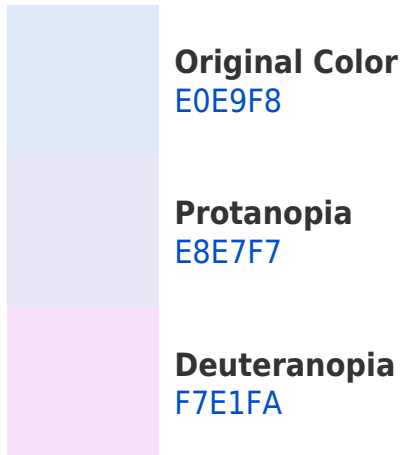 Original Color
E0E9F8
Protanopia
E8E7F7
Deuteranopia
F7E1FA